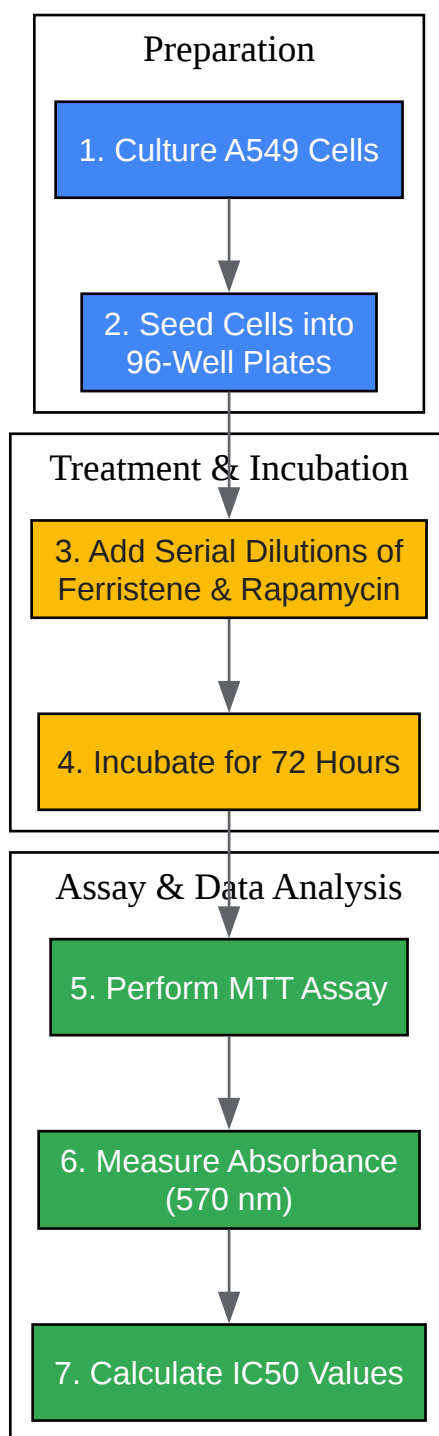 Preparation
1. Culture A549 Cells
2. Seed Cells into
96-Well Plates
Treatment & Incubation
3. Add Serial Dilutions of
Ferristene & Rapamycin
4. Incubate for 72 Hours
Assay & Data Analysis
5. Perform MTT Assay
6. Measure Absorbance
(570 nm)
7. Calculate IC50 Values